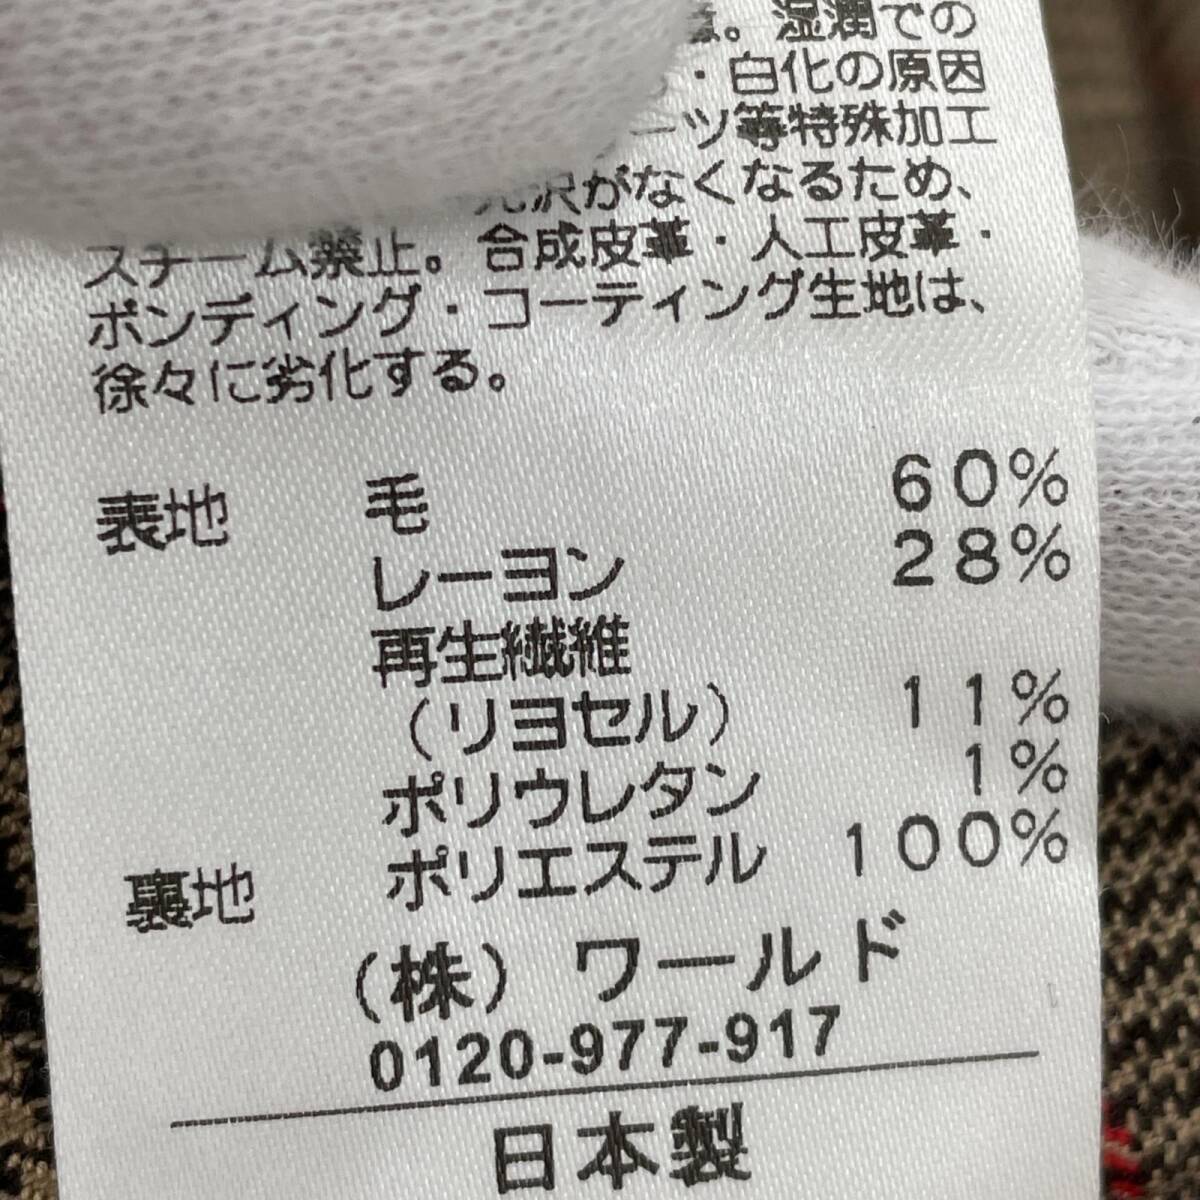 。湿潤での
・白化の原因
ーツ等特殊加工
光沢がなくなるため、
スチーム禁止。合成皮革・人工皮革・
ボンディング・コーティング生地は、
徐々に劣化する。
表地 毛 60%
レーヨン 28%
再生繊維
(リヨセル) 11%
ポリウレタン 1%
裏地 ポリエステル 100%
(株)ワールド
0120-977-917
日本製